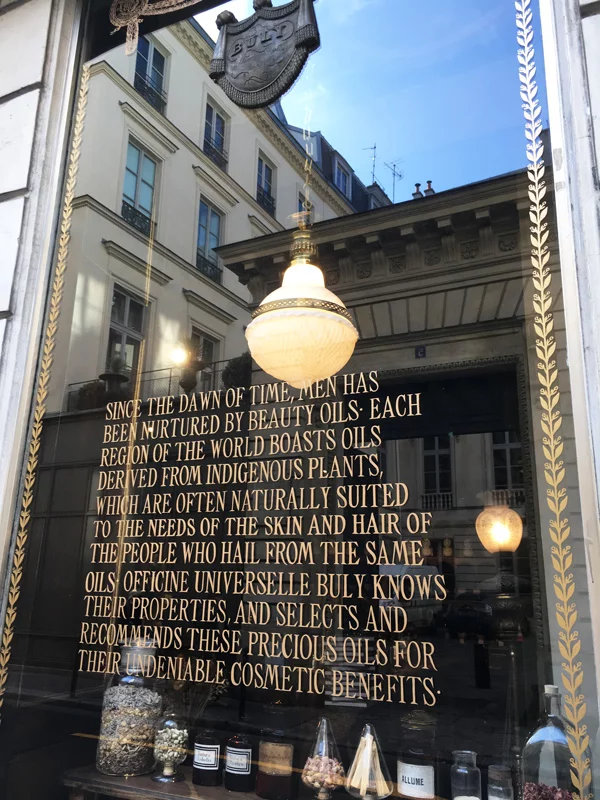 BULY
SINCE THE DAWN OF TIME, MEN HAS
BEEN NURTURED BY BEAUTY OILS· EACH
REGION OF THE WORLD BOASTS OILS
DERIVED FROM INDIGENOUS PLANTS,
WHICH ARE OFTEN NATURALLY SUITED
TO THE NEEDS OF THE SKIN AND HAIR OF
THE PEOPLE WHO HAIL FROM THE SAME
OILS· OFFICINE UNIVERSELLE BULY KNOWS
THEIR PROPERTIES, AND SELECTS AND
RECOMMENDS THESE PRECIOUS OILS FOR
THEIR UNDENIABLE COSMETIC BENEFITS·
ALLUME